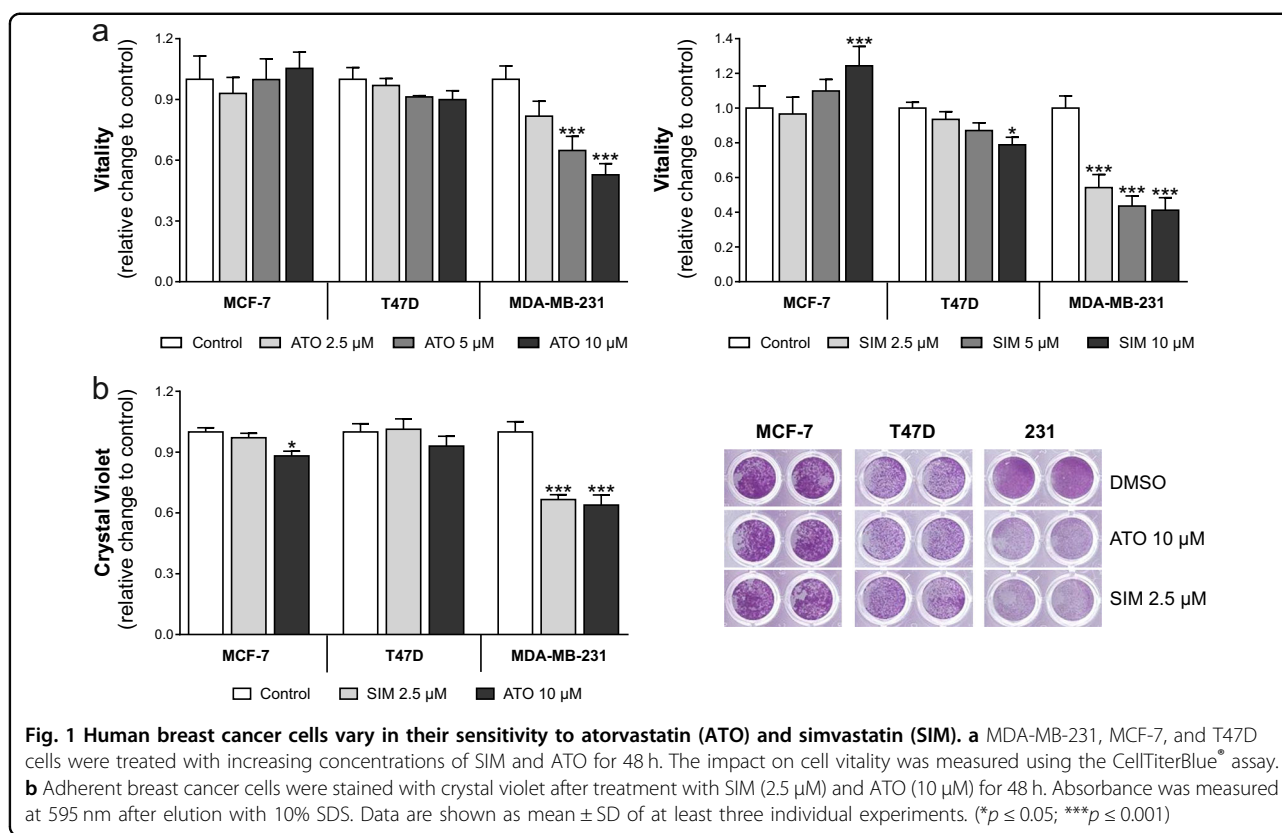 a
1.2
0.9
0.6
0.3
0.0
Vitality
(relative change to control)
*** ***
MCF-7 T47D MDA-MB-231
Control ATO 2.5 µM ATO 5 µM ATO 10 µM
1.4
1.2
1.0
0.8
0.6
0.4
0.2
0.0
Vitality
(relative change to control)
*** * *** *** ***
MCF-7 T47D MDA-MB-231
Control SIM 2.5 µM SIM 5 µM SIM 10 µM
b
1.2
0.9
0.6
0.3
0.0
Crystal Violet
(relative change to control)
* *** ***
MCF-7 T47D MDA-MB-231
Control SIM 2.5 µM ATO 10 µM
MCF-7 T47D 231
DMSO
ATO 10 µM
SIM 2.5 µM
Fig. 1 Human breast cancer cells vary in their sensitivity to atorvastatin (ATO) and simvastatin (SIM). a MDA-MB-231, MCF-7, and T47D
cells were treated with increasing concentrations of SIM and ATO for 48 h. The impact on cell vitality was measured using the CellTiterBlue® assay.
b Adherent breast cancer cells were stained with crystal violet after treatment with SIM (2.5 µM) and ATO (10 µM) for 48 h. Absorbance was measured
at 595 nm after elution with 10% SDS. Data are shown as mean ± SD of at least three individual experiments. (*p ≤ 0.05; ***p ≤ 0.001)